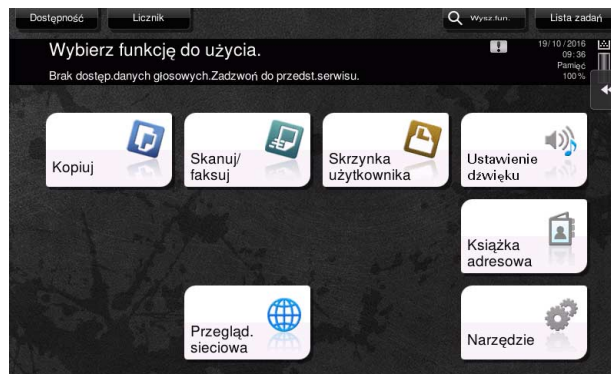 Dostępność
Licznik
Wysz.fun.
Lista zadań
Wybierz funkcję do użycia.
Brak dostęp.danych głosowych.Zadzwoń do przedst.serwisu.
19/10/2016
09:36
Pamięć
100%
Kopiuj
Skanuj/
faksuj
Skrzynka
użytkownika
Ustawienie
dźwięku
Książka
adresowa
Przegląd.
sieciowa
Narzędzie